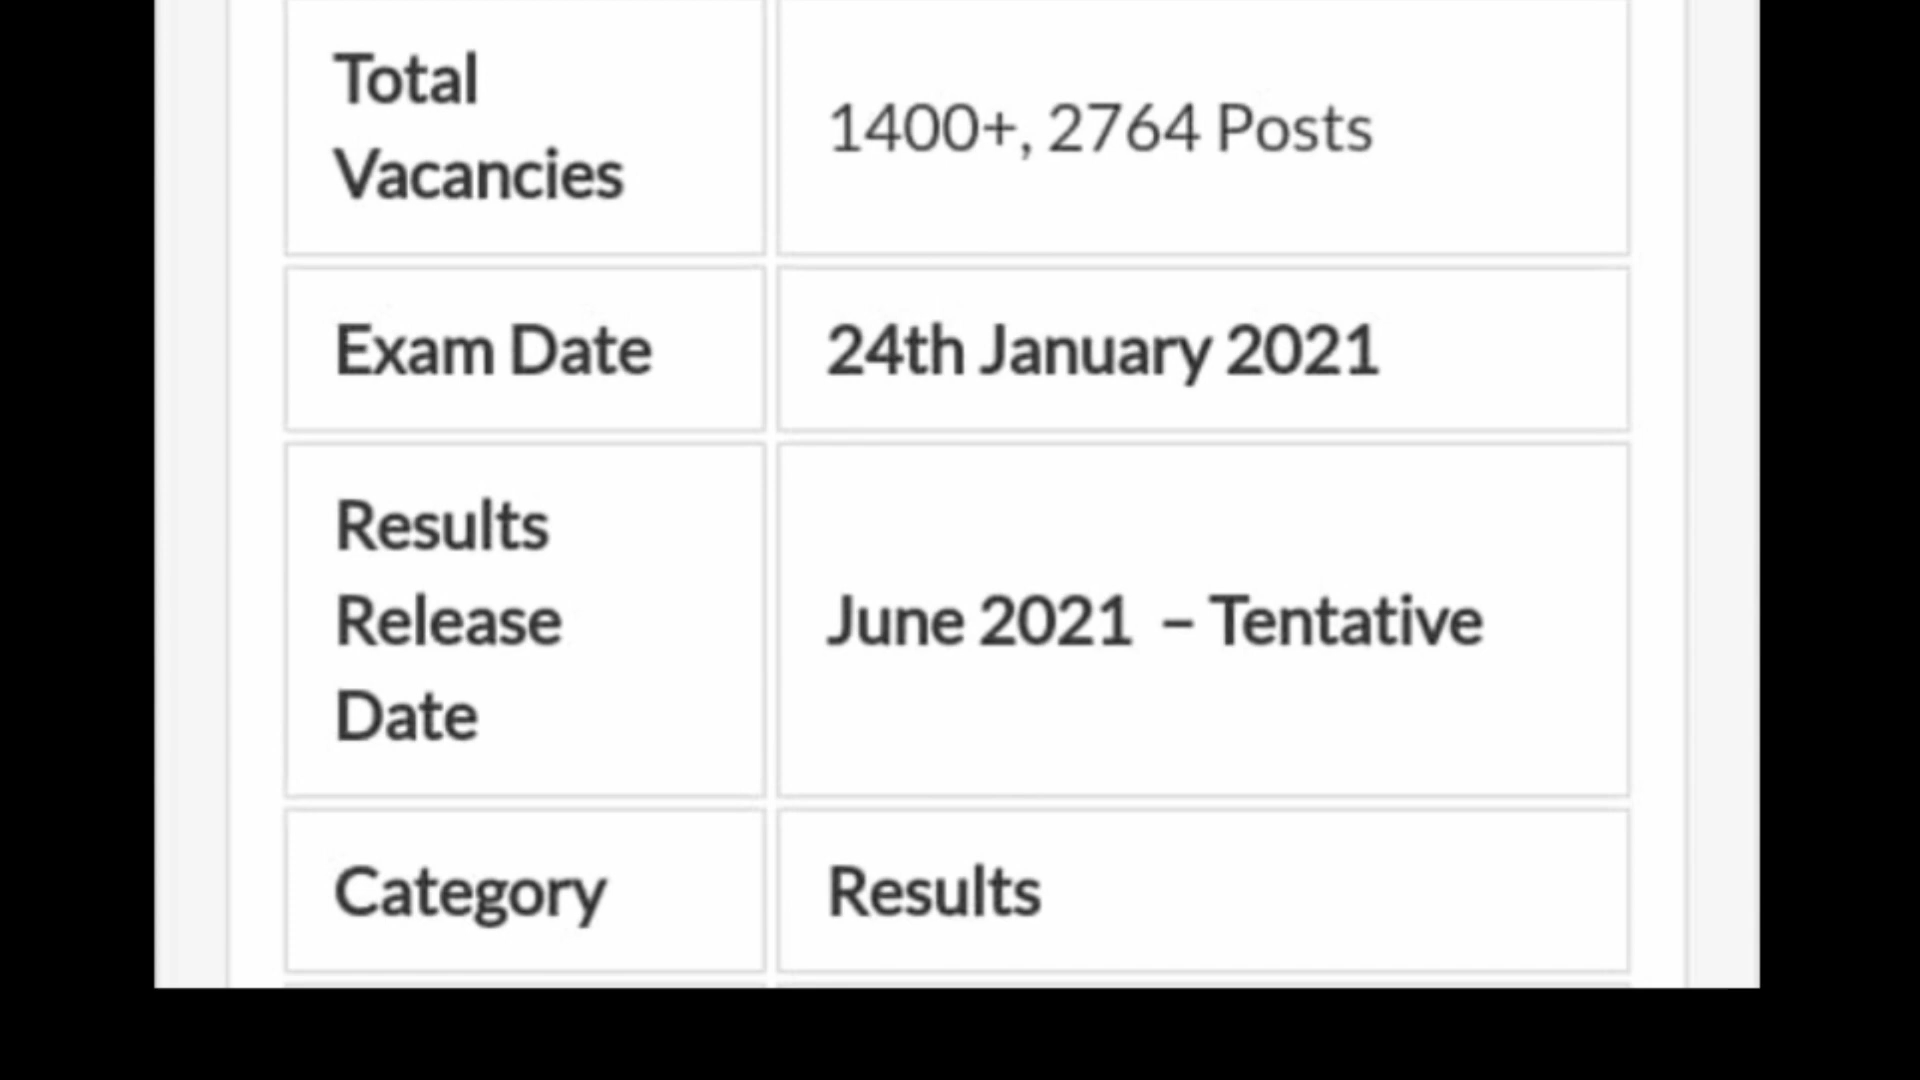 Total
Vacancies
1400+, 2764 Posts
Exam Date
24th January 2021
Results
Release
Date
June 2021 – Tentative
Category
Results